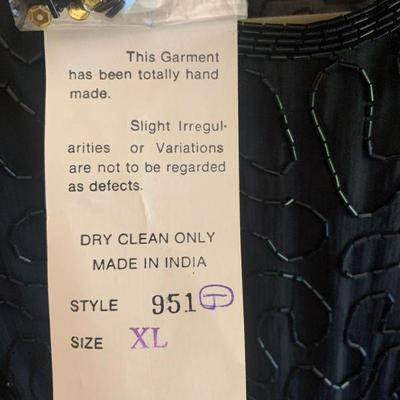 This Garment
has been totally hand
made.
Slight Irregul-
arities or Variations
are not to be regarded
as defects.
DRY CLEAN ONLY
MADE IN INDIA
STYLE 951
SIZE XL